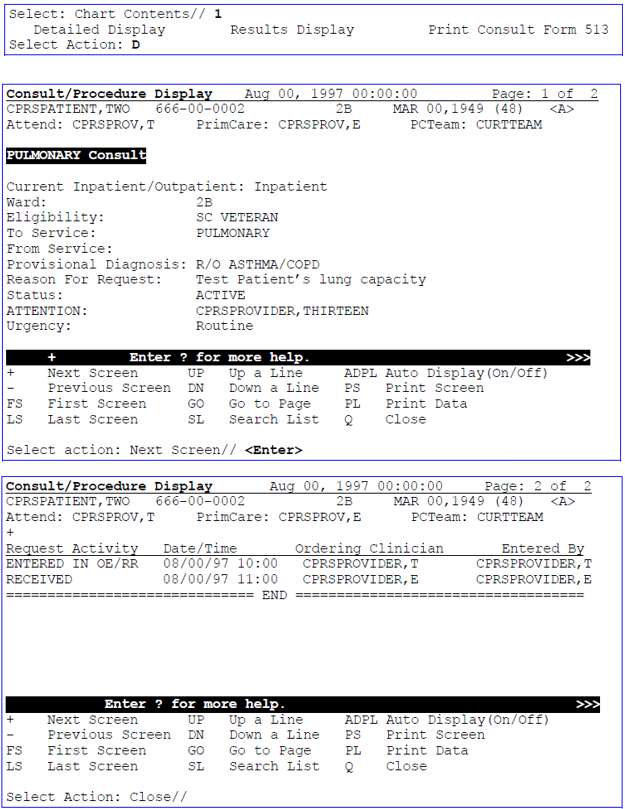 Select: Chart Contents// 1
Detailed Display Results Display Print Consult Form 513
Select Action: D
Consult/Procedure Display Aug 00, 1997 00:00:00 Page: 1 of 2
CPRSPATIENT,TWO 666-00-0002 2B MAR 00,1949 (48) <A>
Attend: CPRSPROV,T PrimCare: CPRSPROV,E PCTeam: CURTTEAM
PULMONARY Consult
Current Inpatient/Outpatient: Inpatient
Ward: 2B
Eligibility: SC VETERAN
To Service: PULMONARY
From Service:
Provisional Diagnosis: R/O ASTHMA/COPD
Reason For Request: Test Patient's lung capacity
Status: ACTIVE
ATTENTION: CPRSPROVIDER,THIRTEEN
Urgency: Routine
+ Enter ? for more help. >>>
+ Next Screen UP Up a Line ADPL Auto Display(On/Off)
- Previous Screen DN Down a Line PS Print Screen
FS First Screen GO Go to Page PL Print Data
LS Last Screen SL Search List Q Close
Select action: Next Screen// <Enter>
Consult/Procedure Display Aug 00, 1997 00:00:00 Page: 2 of 2
CPRSPATIENT,TWO 666-00-0002 2B MAR 00,1949 (48) <A>
Attend: CPRSPROV,T PrimCare: CPRSPROV,E PCTeam: CURTTEAM
+
Request Activity Date/Time Ordering Clinician Entered By
ENTERED IN OE/RR 08/00/97 10:00 CPRSPROVIDER,T CPRSPROVIDER,T
RECEIVED 08/00/97 11:00 CPRSPROVIDER,E CPRSPROVIDER,E
============================== END ===================================
Enter ? for more help. >>>
+ Next Screen UP Up a Line ADPL Auto Display(On/Off)
- Previous Screen DN Down a Line PS Print Screen
FS First Screen GO Go to Page PL Print Data
LS Last Screen SL Search List Q Close
Select Action: Close//